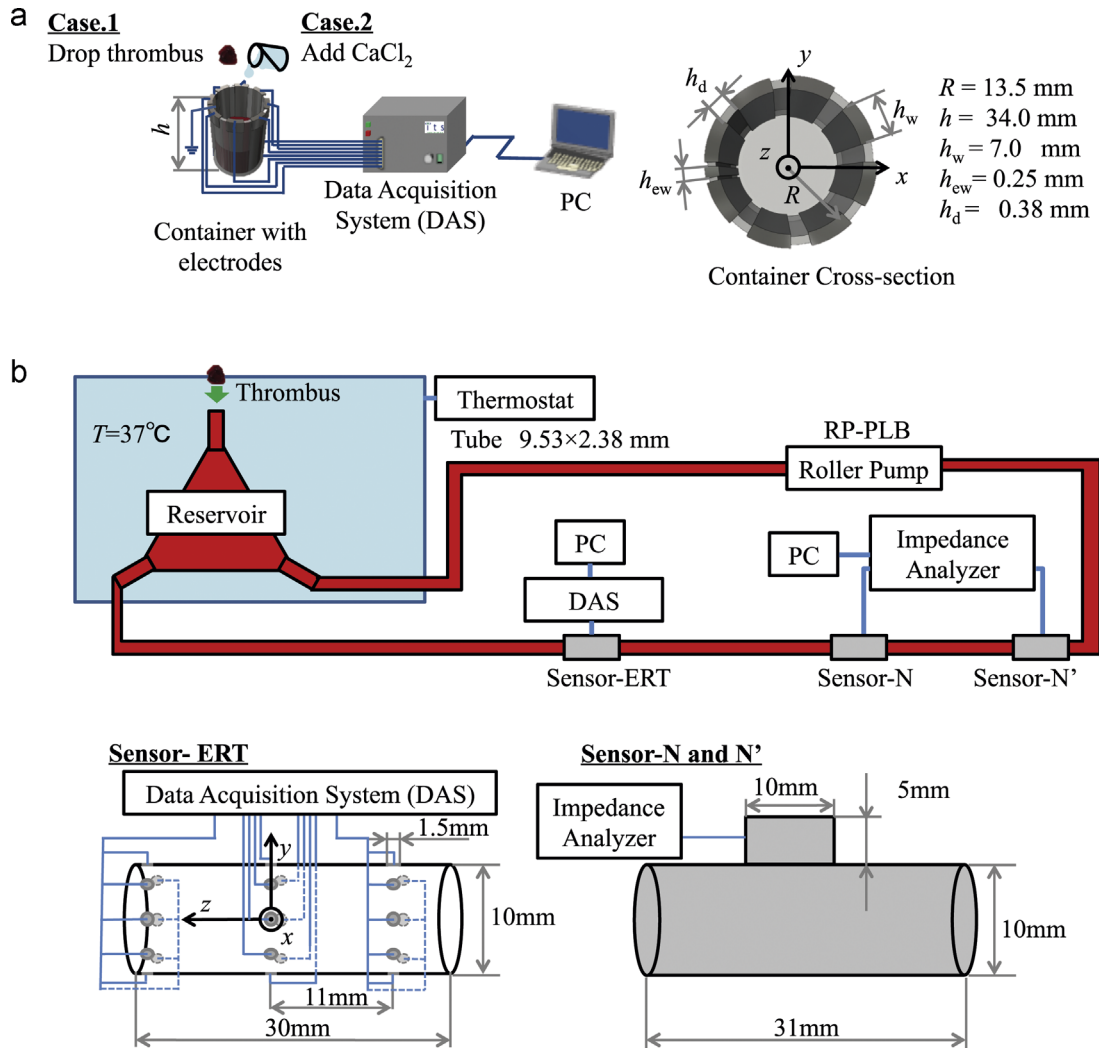 a
Case.1
Drop thrombus
Case.2
Add CaCl2
h
Container with
electrodes
Data Acquisition
System (DAS)
PC
y
hd
hw
z
x
hew
R
Container Cross-section
R = 13.5 mm
h = 34.0 mm
hw = 7.0 mm
hew = 0.25 mm
hd = 0.38 mm
b
Thrombus
T=37℃
Thermostat
Tube 9.53×2.38 mm
RP-PLB
Roller Pump
Reservoir
PC
DAS
PC
Impedance
Analyzer
Sensor-ERT
Sensor-N
Sensor-N’
Sensor- ERT
Data Acquisition System (DAS)
1.5mm
y
z
x
10mm
11mm
30mm
Sensor-N and N’
Impedance
Analyzer
10mm
5mm
10mm
31mm